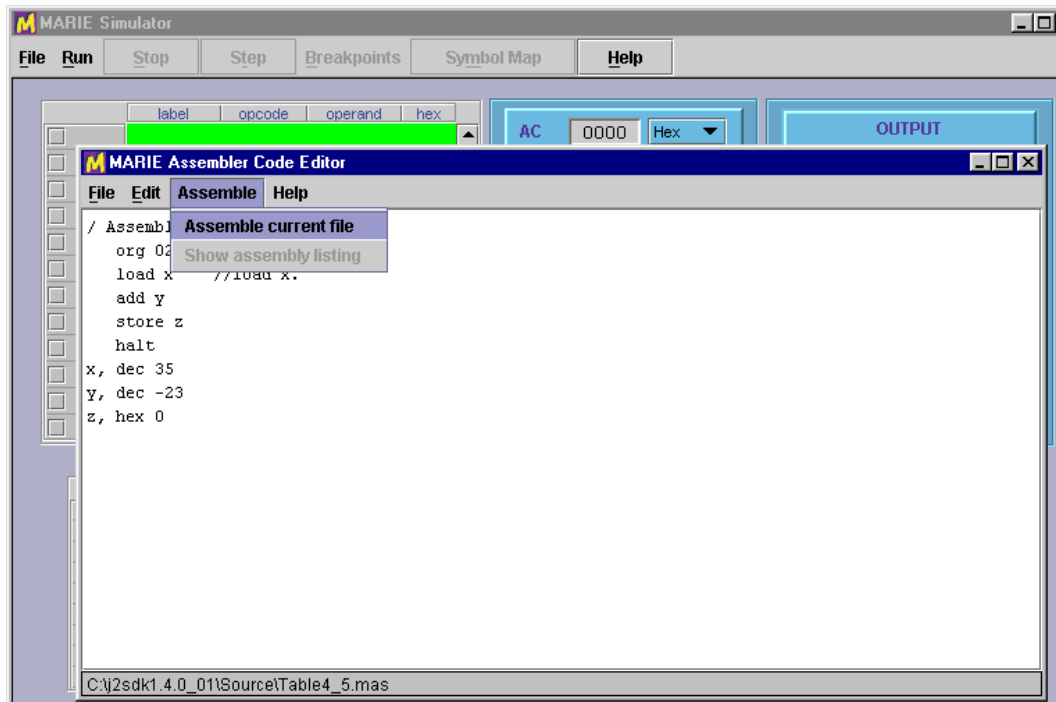 MARIE Simulator
File Run Stop Step Breakpoints Symbol Map Help
label opcode operand hex
AC 0000 Hex
OUTPUT
MARIE Assembler Code Editor
File Edit Assemble Help
Assemble current file
Show assembly listing
/ Assembl
org 02
load x //load x.
add y
store z
halt
x, dec 35
y, dec -23
z, hex 0
C:\j2sdk1.4.0_01\Source\Table4_5.mas